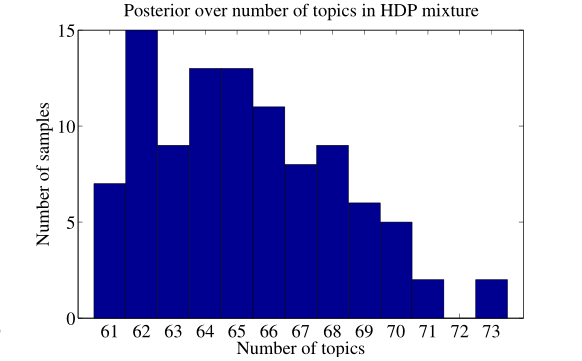 Posterior over number of topics in HDP mixture
15
10
5
0
Number of samples
61 62 63 64 65 66 67 68 69 70 71 72 73
Number of topics